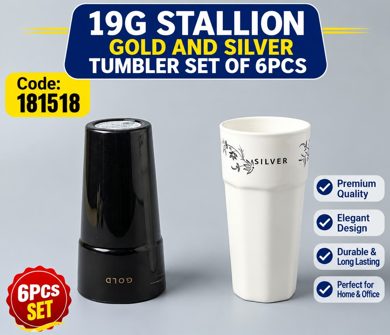 19G STALLION
GOLD AND SILVER
TUMBLER SET OF 6PCS
Code:
181518
SILVER
GOLD
Premium
Quality
Elegant
Design
Durable &
Long Lasting
Perfect for
Home & Office
6PCS
SET